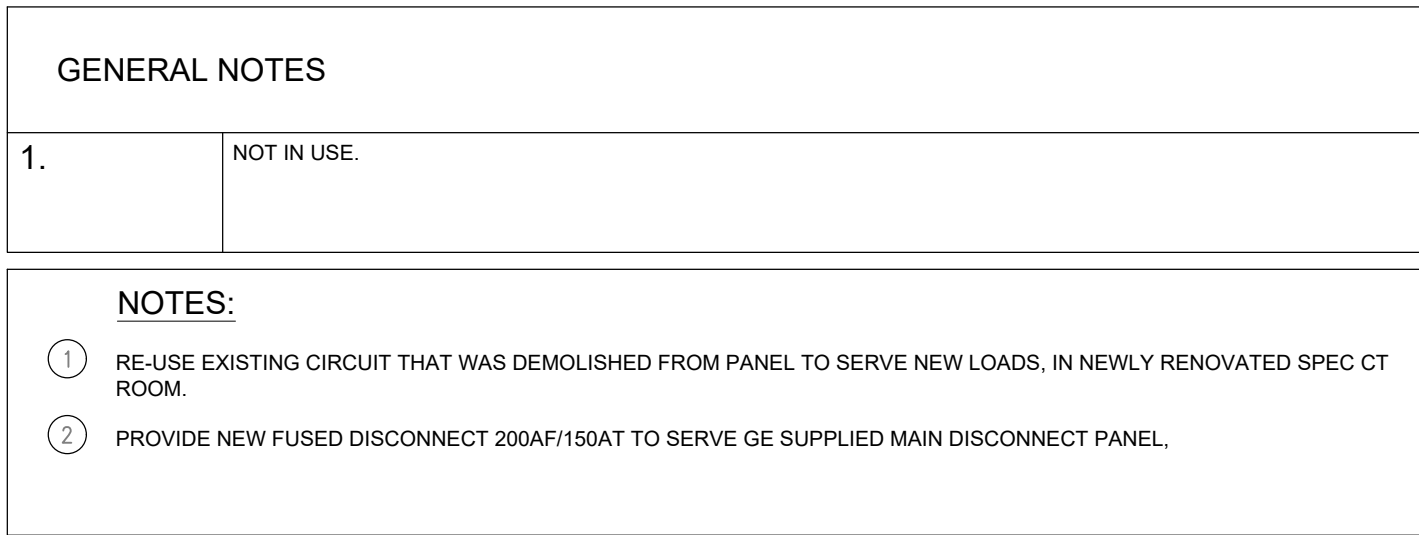 GENERAL NOTES
1.
NOT IN USE.
NOTES:
1 RE-USE EXISTING CIRCUIT THAT WAS DEMOLISHED FROM PANEL TO SERVE NEW LOADS, IN NEWLY RENOVATED SPEC CT
ROOM.
2 PROVIDE NEW FUSED DISCONNECT 200AF/150AT TO SERVE GE SUPPLIED MAIN DISCONNECT PANEL,